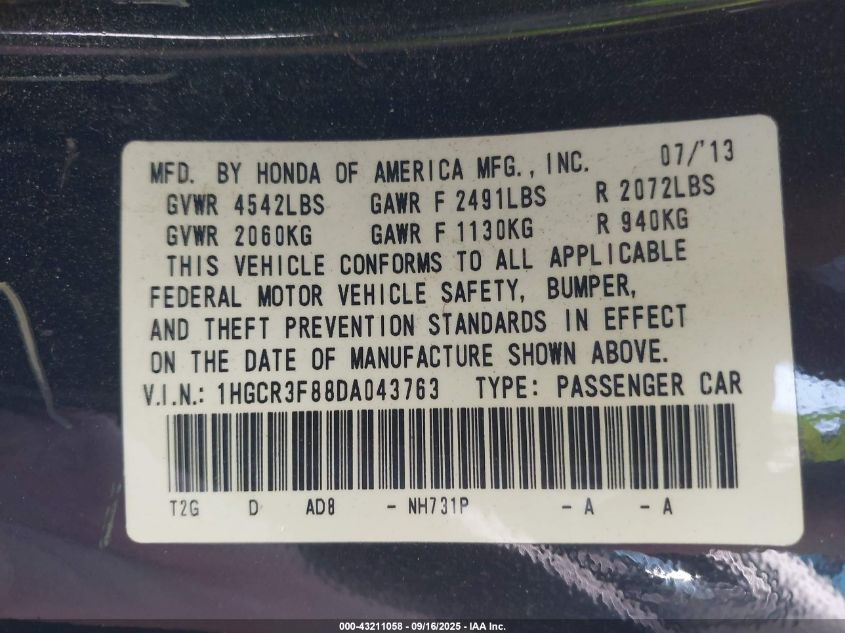 MFD. BY HONDA OF AMERICA MFG., INC. 07/'13
GVWR 4542LBS GAWR F 2491LBS R 2072LBS
GVWR 2060KG GAWR F 1130KG R 940KG
THIS VEHICLE CONFORMS TO ALL APPLICABLE
FEDERAL MOTOR VEHICLE SAFETY, BUMPER,
AND THEFT PREVENTION STANDARDS IN EFFECT
ON THE DATE OF MANUFACTURE SHOWN ABOVE.
V.I.N.: 1HGCR3F88DA043763 TYPE: PASSENGER CAR
T2G D AD8 - NH731P - A - A
000-43211058 - 09/16/2025 - IAA Inc.